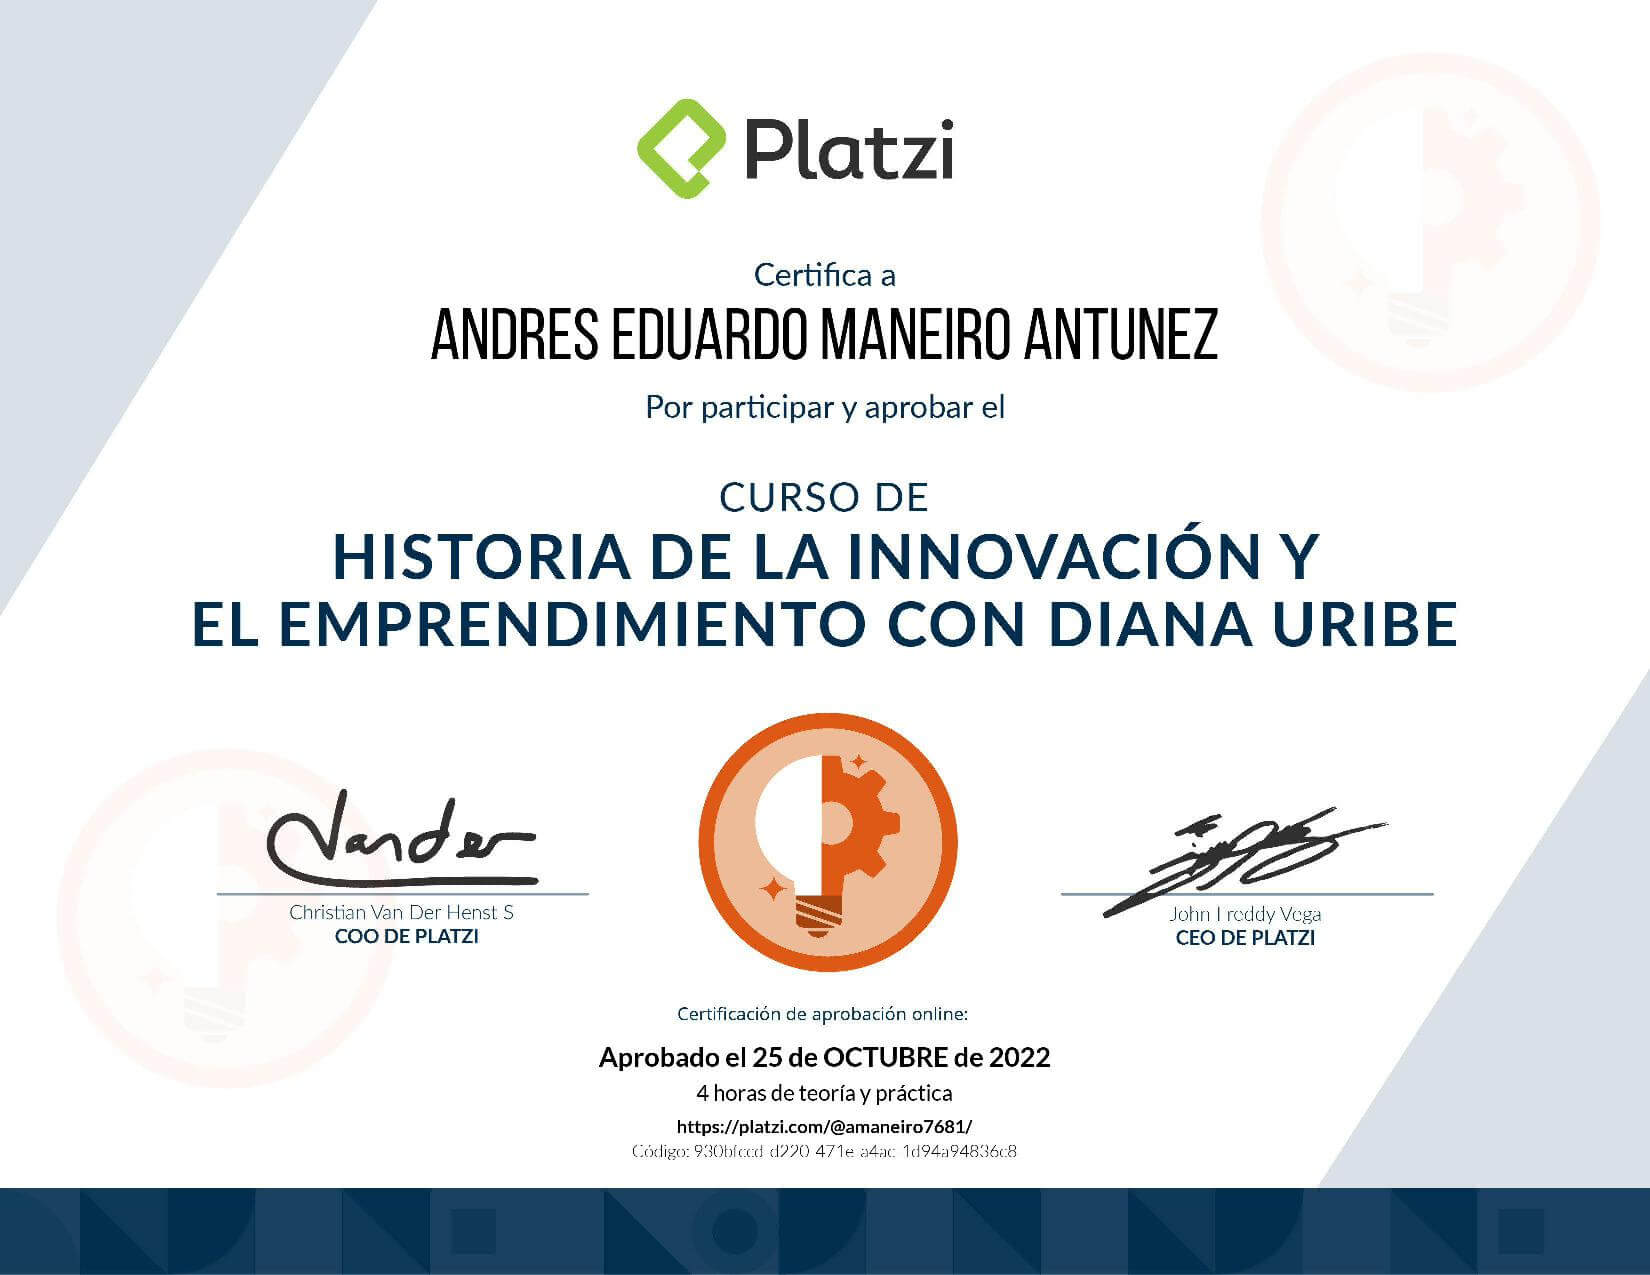 Platzi
Certifica a
ANDRES EDUARDO MANEIRO ANTUNEZ
Por participar y aprobar el
CURSO DE
HISTORIA DE LA INNOVACIÓN Y
EL EMPRENDIMIENTO CON DIANA URIBE
Vander
Christian Van Der Henst S
COO DE PLATZI
John Freddy Vega
CEO DE PLATZI
Certificación de aprobación online:
Aprobado el 25 de OCTUBRE de 2022
4 horas de teoría y práctica
https://platzi.com/@amaneiro7681/
Código: 930bfccd-d220-471e-a4ac-1d94a94836c8